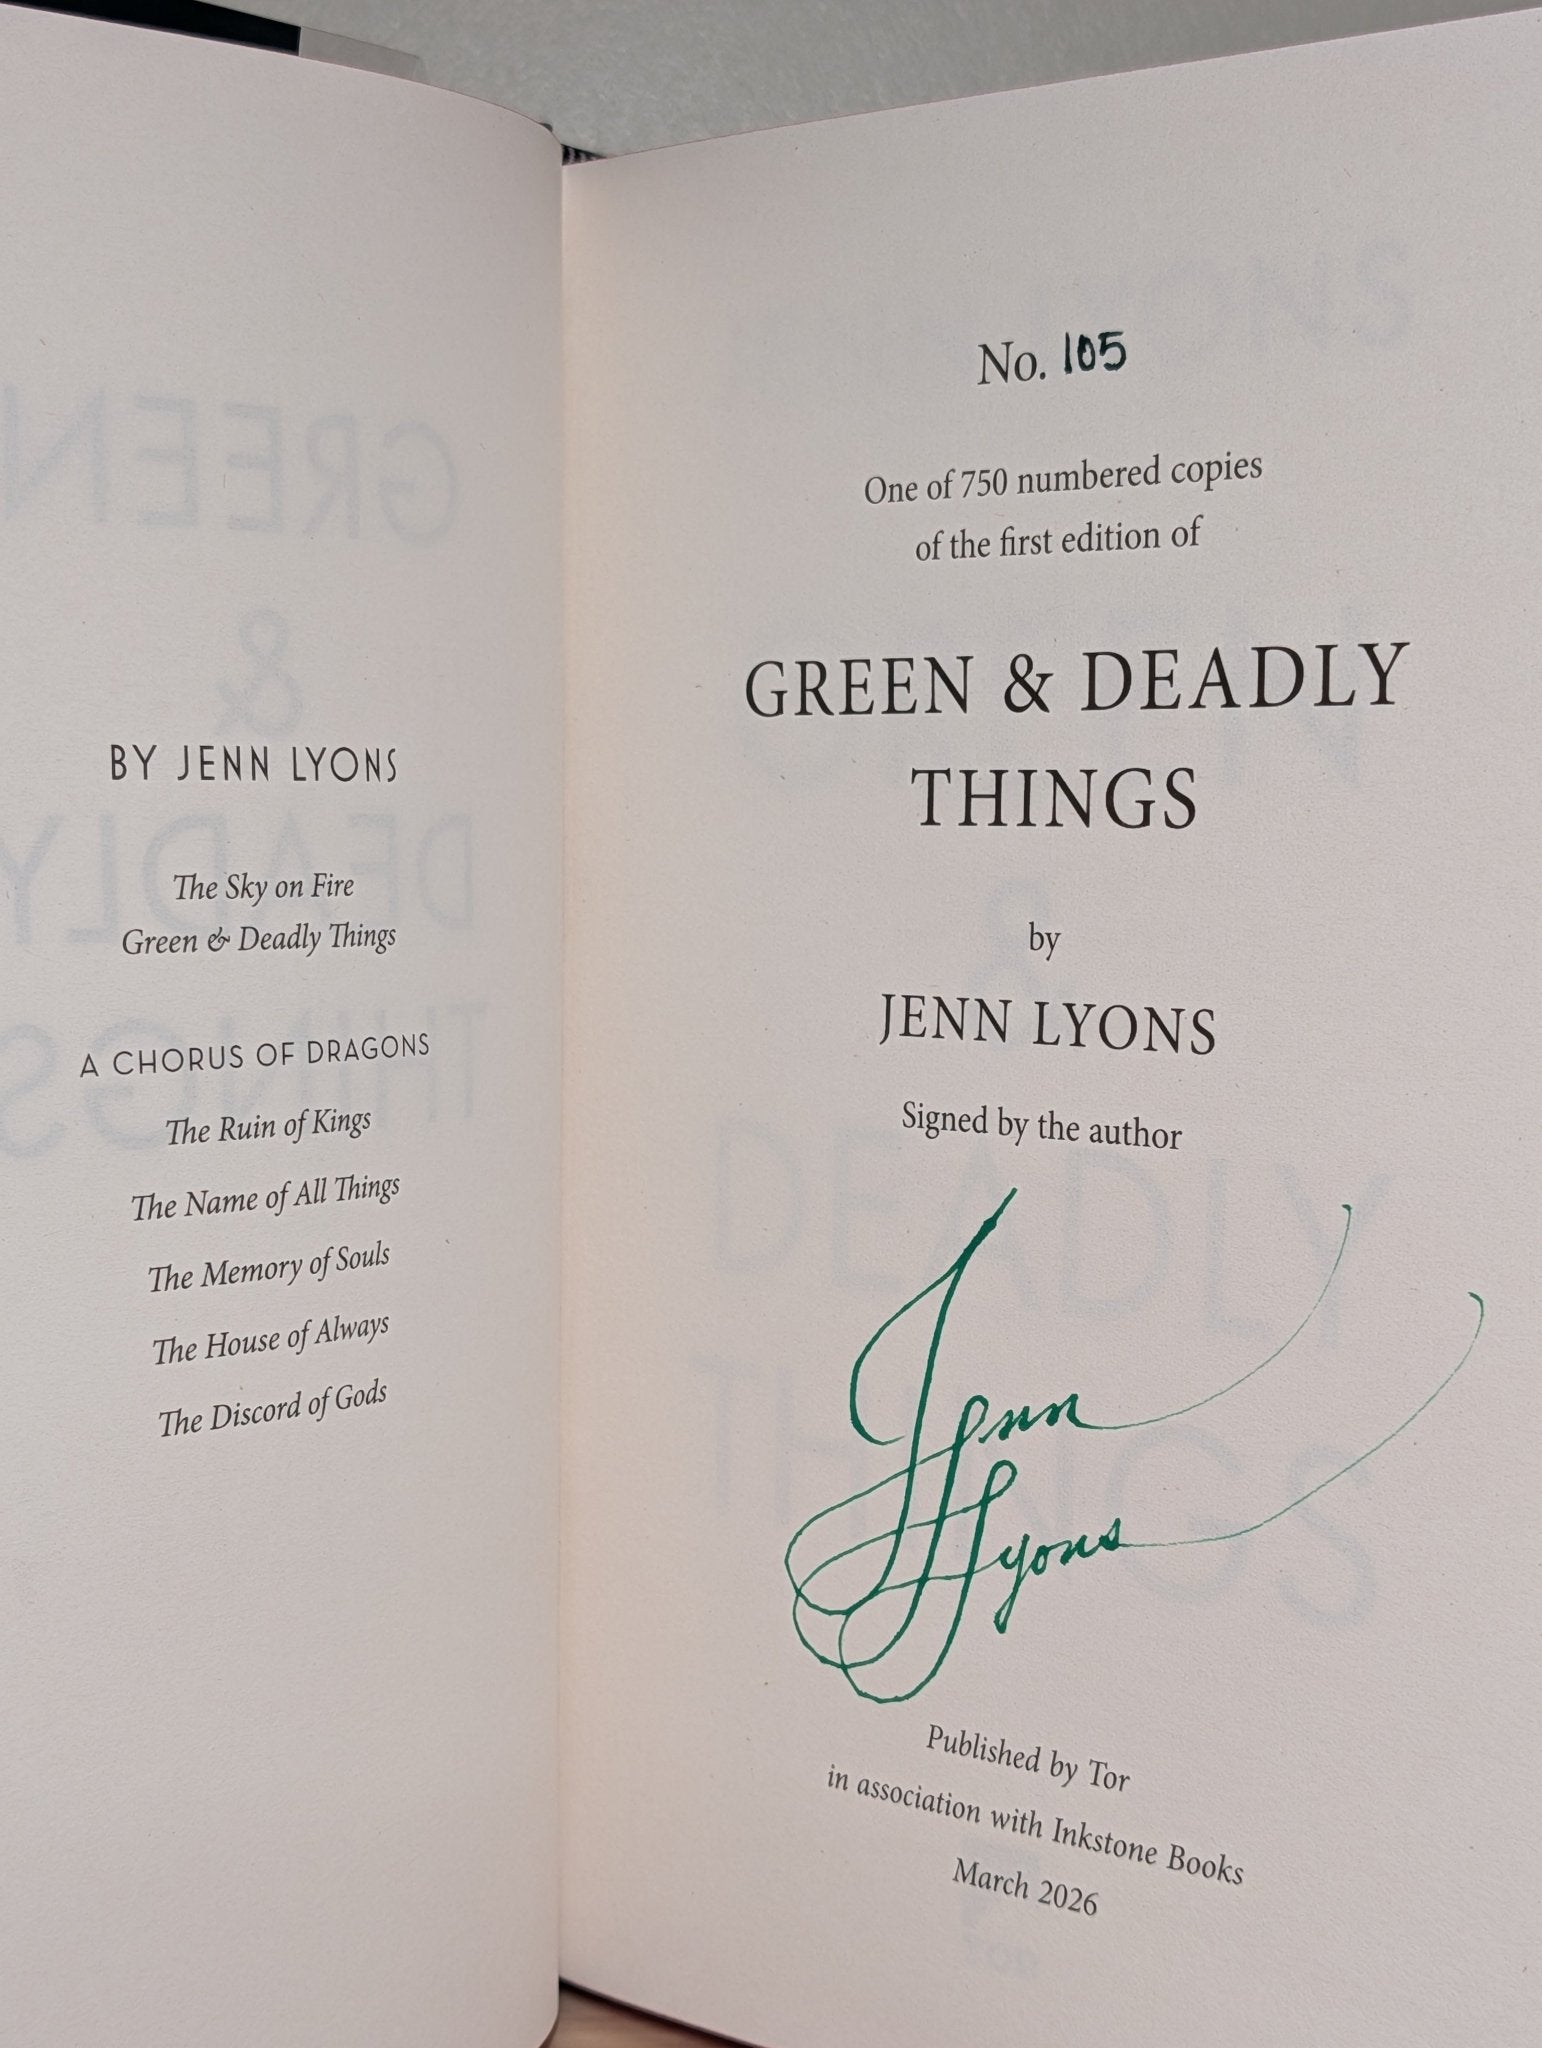 BY JENN LYONS
The Sky on Fire
Green & Deadly Things
A CHORUS OF DRAGONS
The Ruin of Kings
The Name of All Things
The Memory of Souls
The House of Always
The Discord of Gods
No. 105
One of 750 numbered copies
of the first edition of
GREEN & DEADLY
THINGS
by
JENN LYONS
Signed by the author
Jenn
Lyons
Published by Tor
in association with Inkstone Books
March 2026